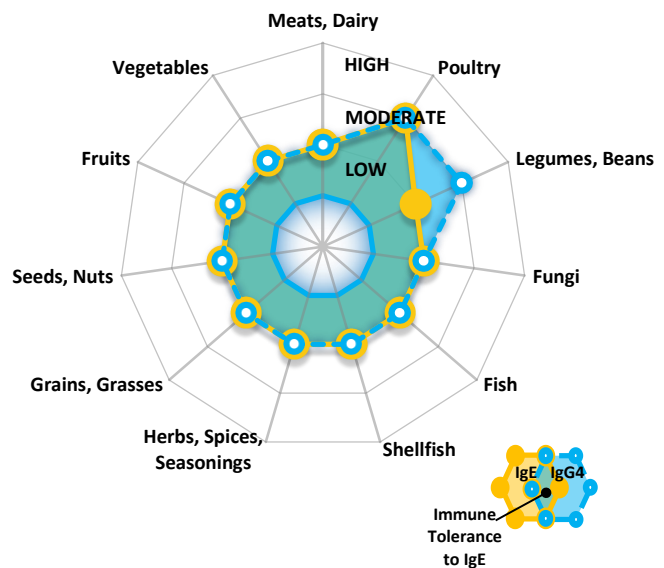 Meats, Dairy
HIGH
Vegetables
Poultry
MODERATE
Fruits
LOW
Legumes, Beans
Seeds, Nuts
Fungi
Grains, Grasses
Fish
Herbs, Spices,
Seasonings
Shellfish
IgE
IgG4
Immune
Tolerance
to IgE